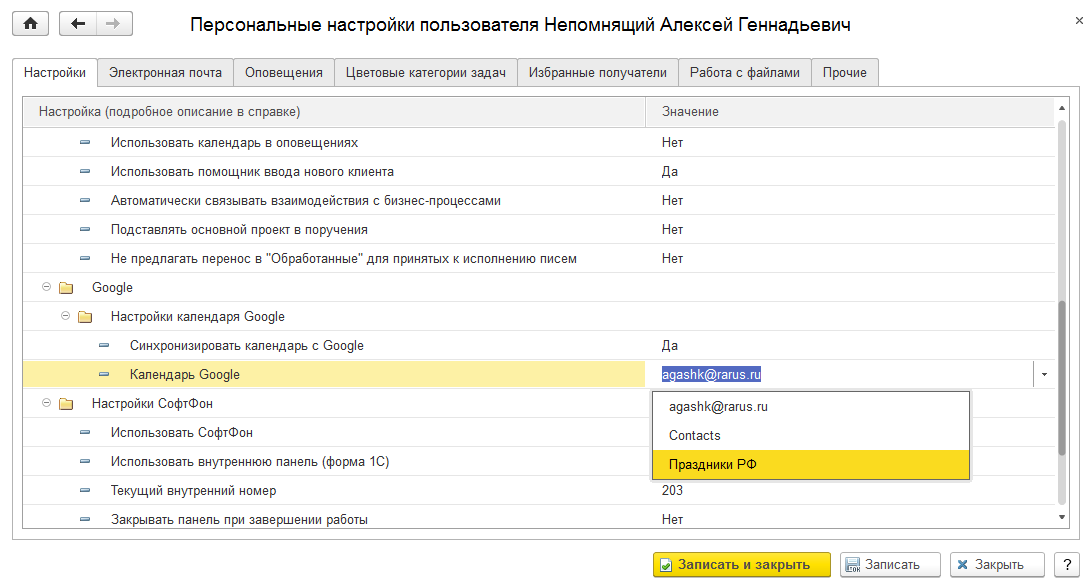 Персональные настройки пользователя Непомнящий Алексей Геннадьевич
Настройки Электронная почта Оповещения Цветовые категории задач Избранные получатели Работа с файлами Прочие
Настройка (подробное описание в справке) Значение
Использовать календарь в оповещениях Нет
Использовать помощник ввода нового клиента Да
Автоматически связывать взаимодействия с бизнес-процессами Нет
Подставлять основной проект в поручения Нет
Не предлагать перенос в "Обработанные" для принятых к исполнению писем Нет
Google
Настройки календаря Google
Синхронизировать календарь с Google Да
Календарь Google agashk@rarus.ru
Настройки СофтФон agashk@rarus.ru
Использовать СофтФон Contacts
Использовать внутреннюю панель (форма 1С) Праздники РФ
Текущий внутренний номер 203
Закрывать панель при завершении работы Нет
Записать и закрыть Записать Закрыть ?